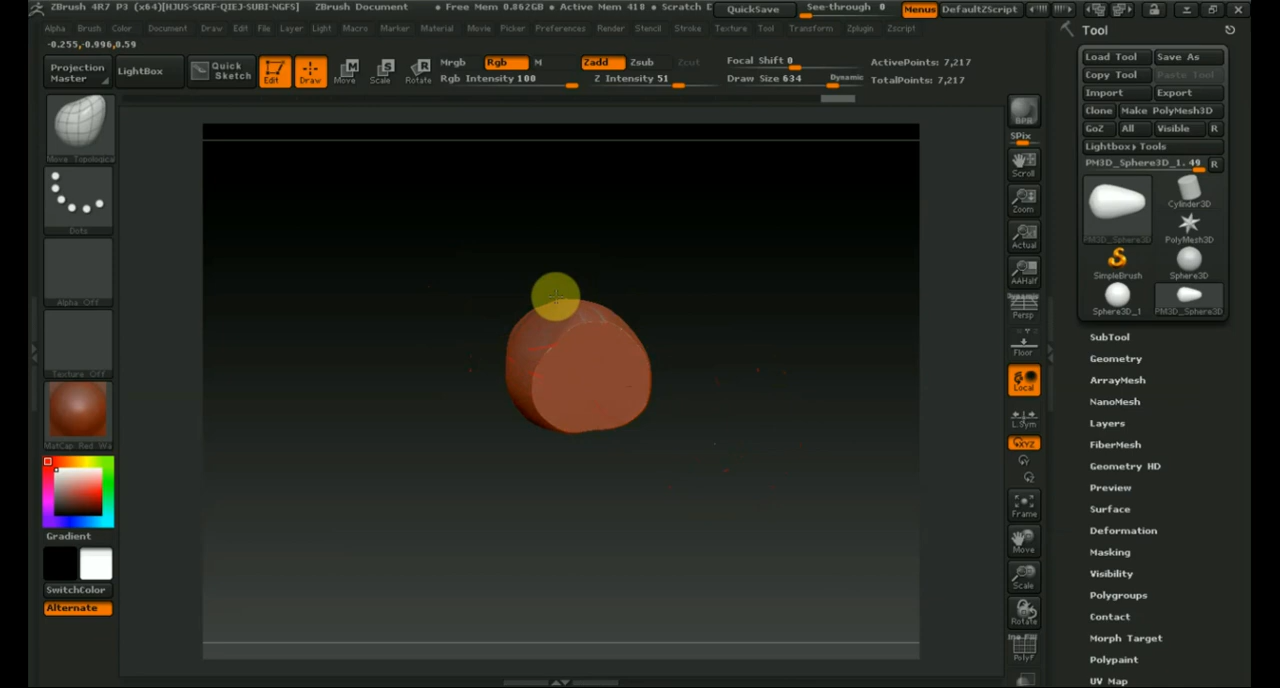 ZBrush 4R7 P3 (x64)[HJUS-SGRF-QIEJ-SUBI-NGFS] ZBrush Document • Free Mem 0.862GB • Active Mem 418 • Scratch D QuickSave See-through 0 Menus DefaultZScript
Alpha Brush Color Document Draw Edit File Layer Light Macro Marker Material Movie Picker Preferences Render Stencil Stroke Texture Tool Transform Zplugin Zscript
-0.255,-0.996,0.59
Projection Master
LightBox
Quick Sketch
Edit
Draw
Move
Scale
Rotate
Mrgb Rgb M
Rgb Intensity 100
Zadd Zsub Zcut
Z Intensity 51
Focal Shift 0
Draw Size 634 Dynamic
ActivePoints: 7,217
TotalPoints: 7,217
Move Topological
Dots
Alpha Off
Texture Off
MatCap Red Wa
Gradient
SwitchColor
Alternate
BPR
SPix
Scroll
Zoom
Actual
AAHalf
Dynamic
Persp
Floor
Local
L.Sym
XYZ
Frame
Move
Scale
Rotate
PolyF
Tool
Load Tool Save As
Copy Tool Paste Tool
Import Export
Clone Make PolyMesh3D
GoZ All Visible R
Lightbox▸Tools
PM3D_Sphere3D_1. 49 R
PM3D_Sphere3D
Cylinder3D
PolyMesh3D
SimpleBrush
Sphere3D
Sphere3D_1
PM3D_Sphere3D
SubTool
Geometry
ArrayMesh
NanoMesh
Layers
FiberMesh
Geometry HD
Preview
Surface
Deformation
Masking
Visibility
Polygroups
Contact
Morph Target
Polypaint
UV Map